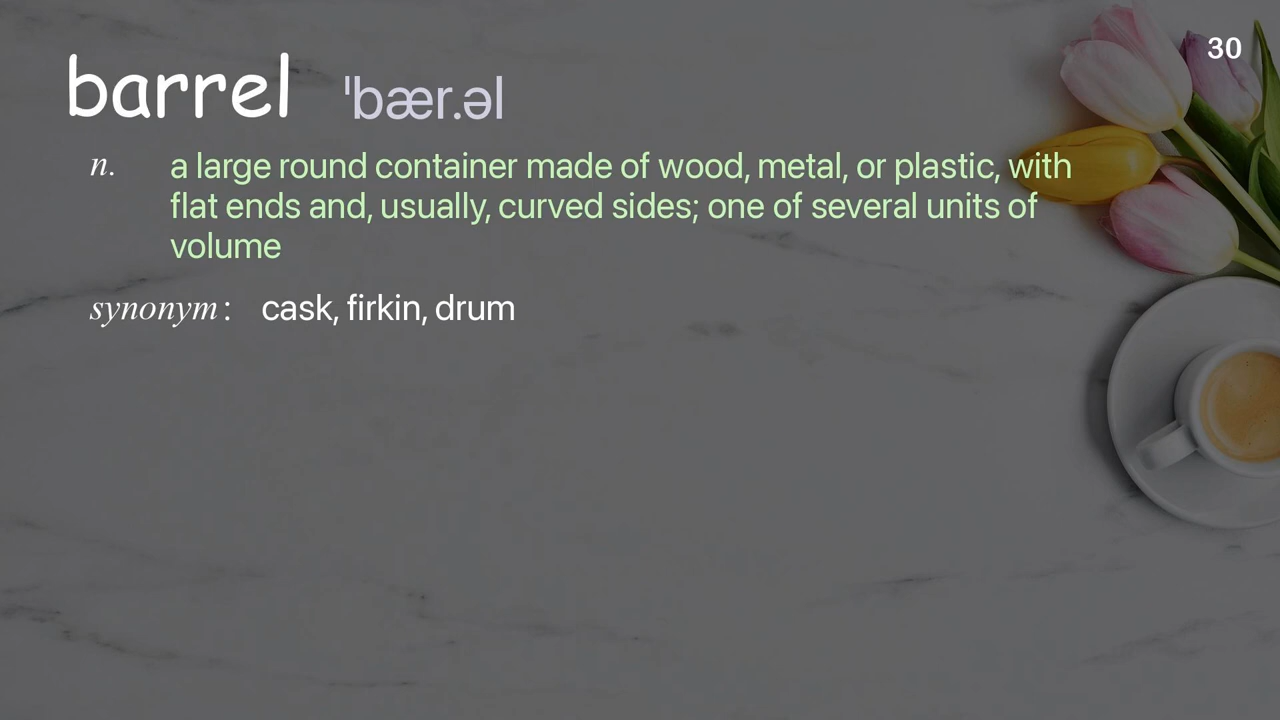 30
barrel ˈbær.əl
n. a large round container made of wood, metal, or plastic, with
flat ends and, usually, curved sides; one of several units of
volume
synonym: cask, firkin, drum